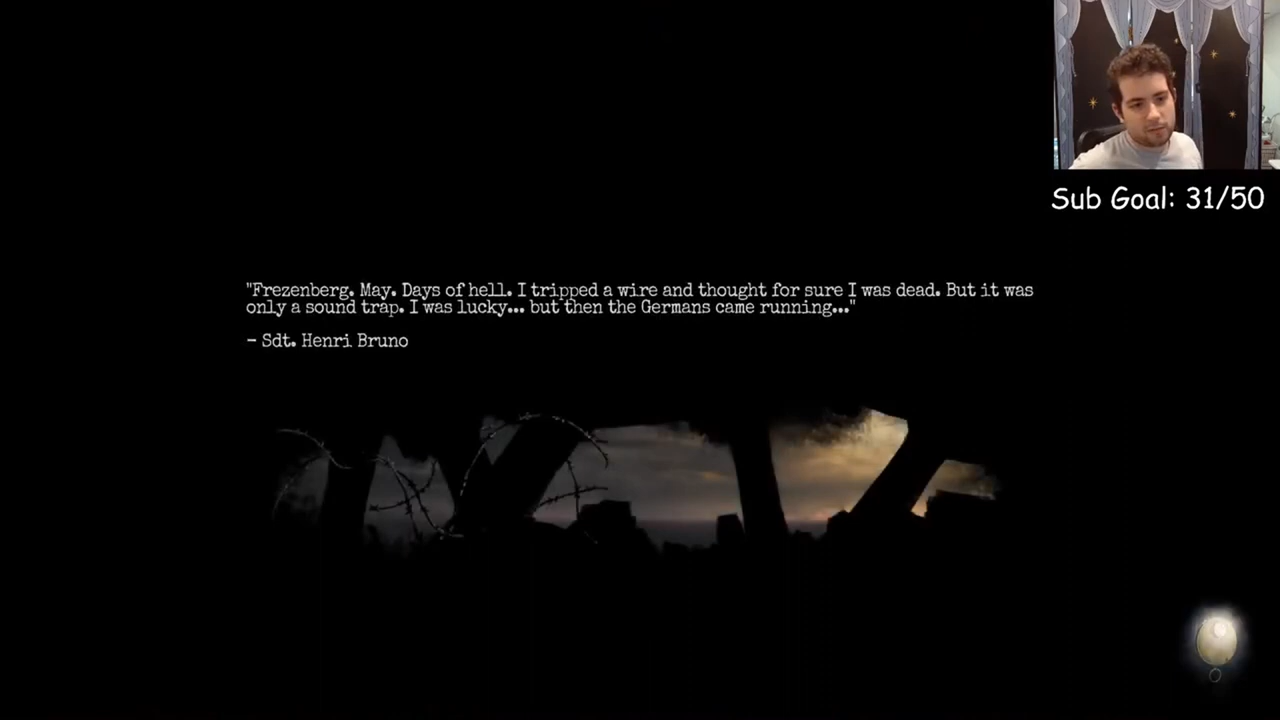 Sub Goal: 31/50
"Frezenberg. May. Days of hell. I tripped a wire and thought for sure I was dead. But it was
only a sound trap. I was lucky... but then the Germans came running..."
- Sdt. Henri Bruno